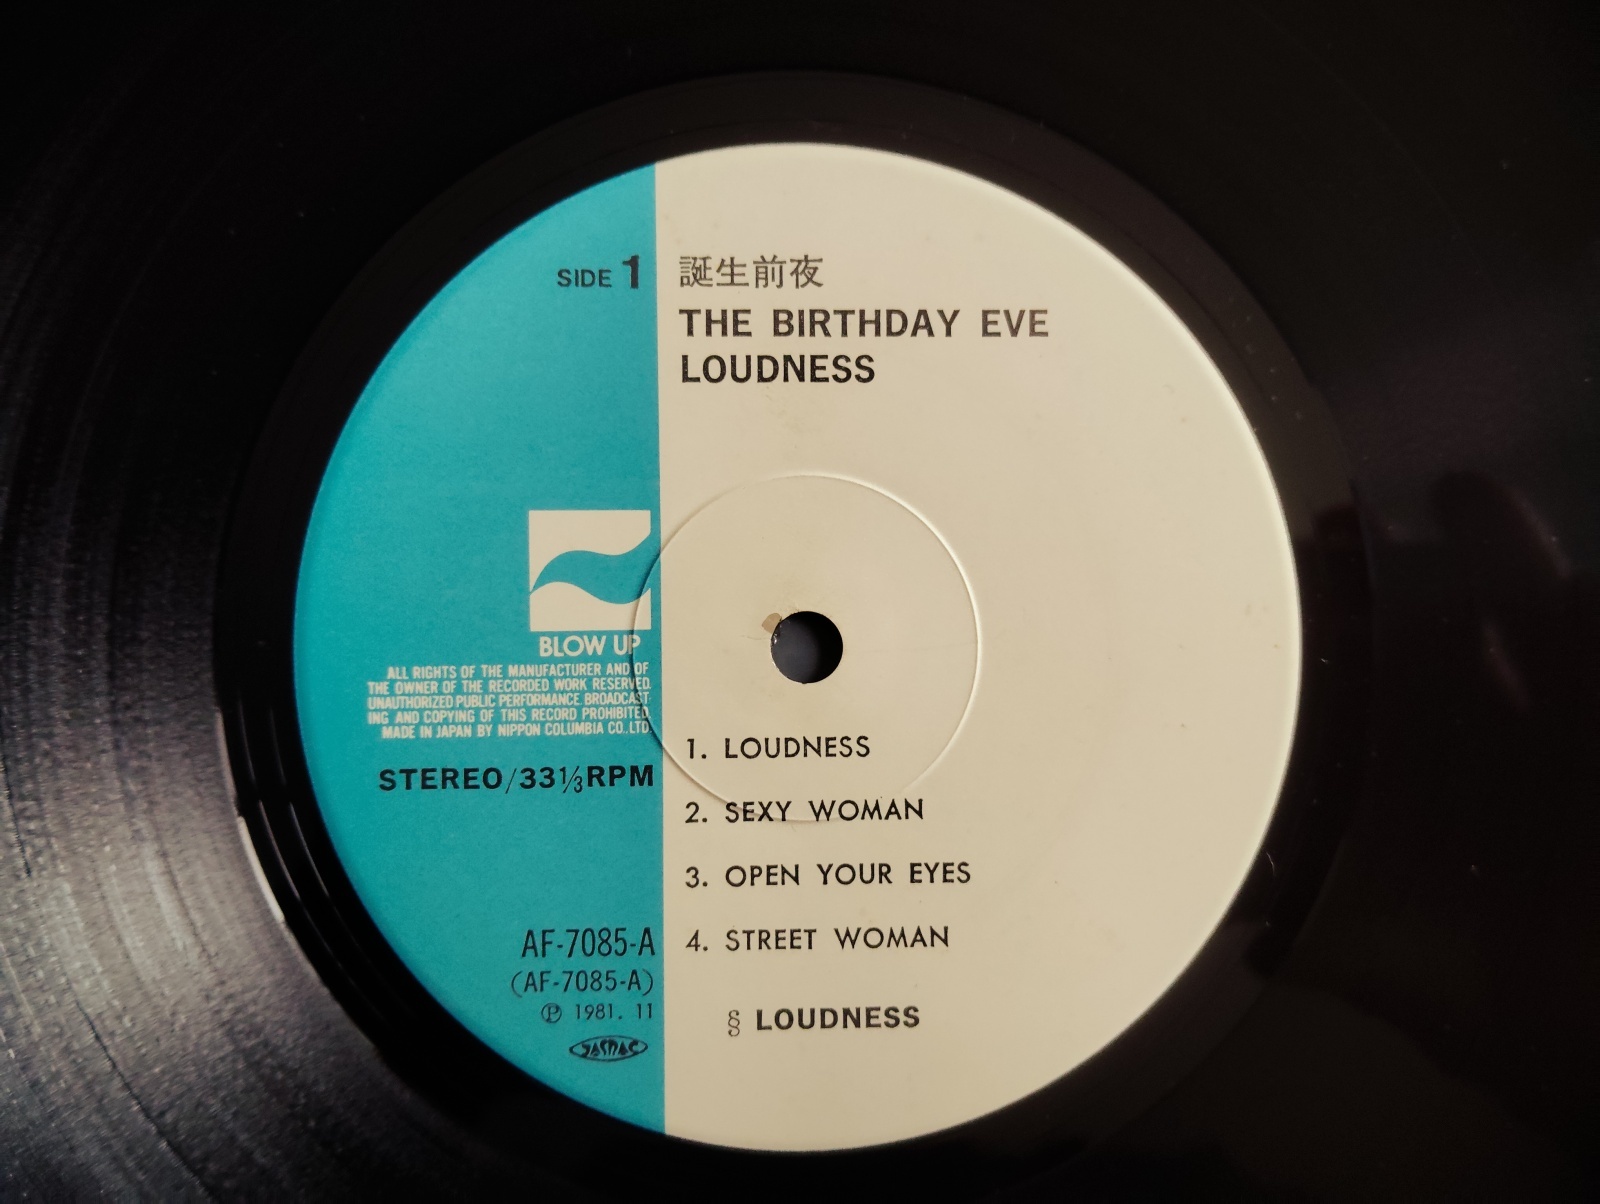 SIDE 1
誕生前夜
THE BIRTHDAY EVE
LOUDNESS
BLOW UP
ALL RIGHTS OF THE MANUFACTURER AND OF
THE OWNER OF THE RECORDED WORK RESERVED.
UNAUTHORIZED PUBLIC PERFORMANCE. BROADCAST-
ING AND COPYING OF THIS RECORD PROHIBITED.
MADE IN JAPAN BY NIPPON COLUMBIA CO., LTD.
STEREO/33⅓RPM
1. LOUDNESS
2. SEXY WOMAN
3. OPEN YOUR EYES
4. STREET WOMAN
§ LOUDNESS
AF-7085-A
(AF-7085-A)
Ⓟ 1981. 11
JASRAC